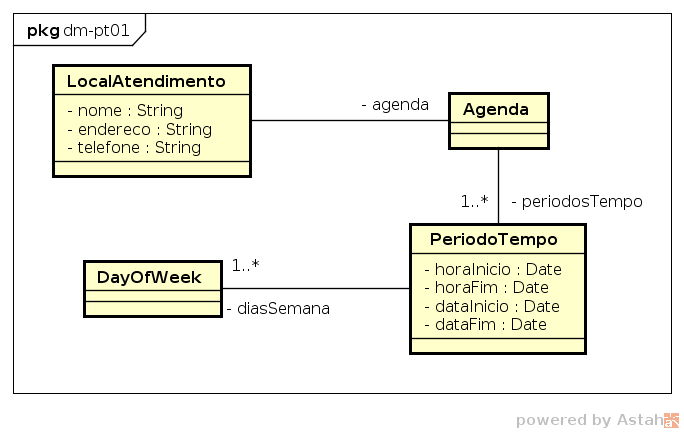 pkg dm-pt01
LocalAtendimento
- nome : String
- endereco : String
- telefone : String
- agenda
Agenda
1..*
- periodosTempo
PeriodoTempo
- horaInicio : Date
- horaFim : Date
- dataInicio : Date
- dataFim : Date
1..*
- diasSemana
DayOfWeek
powered by Astah